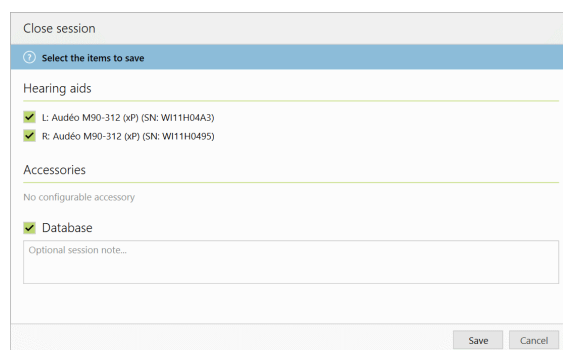 Close session
Select the items to save
Hearing aids
L: Audéo M90-312 (xP) (SN: WI11H04A3)
R: Audéo M90-312 (xP) (SN: WI11H0495)
Accessories
No configurable accessory
Database
Optional session note...
Save Cancel